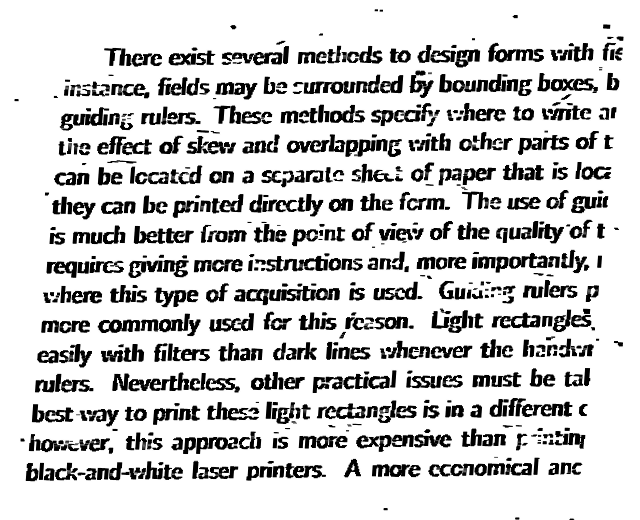 There exist several methods to design forms with fie
instance, fields may be surrounded by bounding boxes, b
guiding rulers. These methods specify where to write ar
the effect of skew and overlapping with other parts of t
can be located on a separate sheet of paper that is loca
they can be printed directly on the form. The use of guid
is much better from the point of view of the quality of t
requires giving more instructions and, more importantly,
where this type of acquisition is used. Guiding rulers p
more commonly used for this reason. Light rectangles
easily with filters than dark lines whenever the handwr
rulers. Nevertheless, other practical issues must be tak
best way to print these light rectangles is in a different c
however, this approach is more expensive than printing
black-and-white laser printers. A more economical and